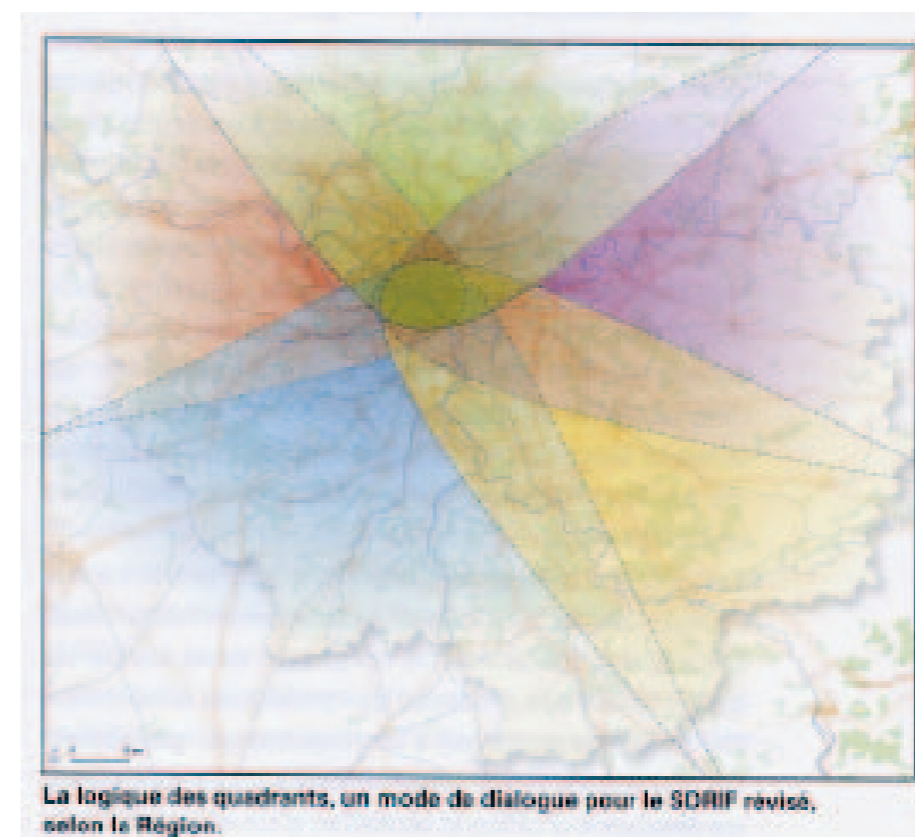 La logique des quadrants, un mode de dialogue pour le SDRIF révisé,
selon la Région.